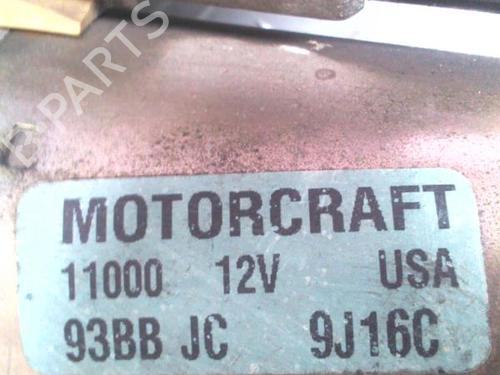 B-PARTS
MOTORCRAFT
11000 12V USA
93BB JC 9J16C